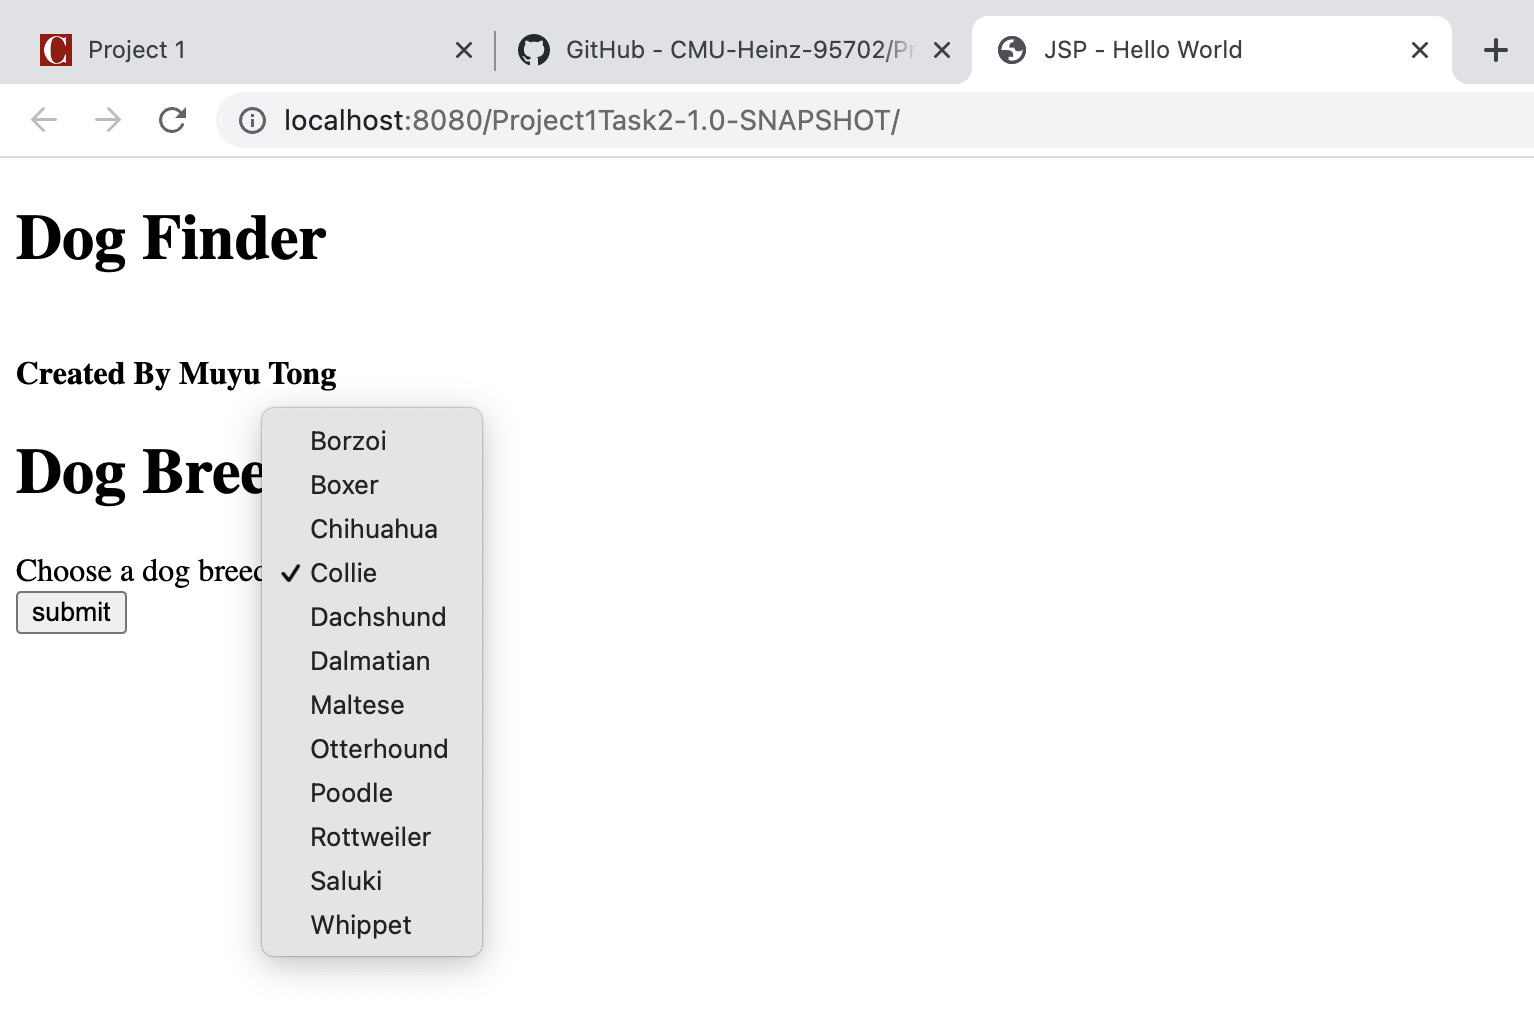 Project 1
GitHub - CMU-Heinz-95702/Pr
JSP - Hello World
localhost:8080/Project1Task2-1.0-SNAPSHOT/
Dog Finder
Created By Muyu Tong
Dog Bree
Choose a dog breed
submit
Borzoi
Boxer
Chihuahua
Collie
Dachshund
Dalmatian
Maltese
Otterhound
Poodle
Rottweiler
Saluki
Whippet